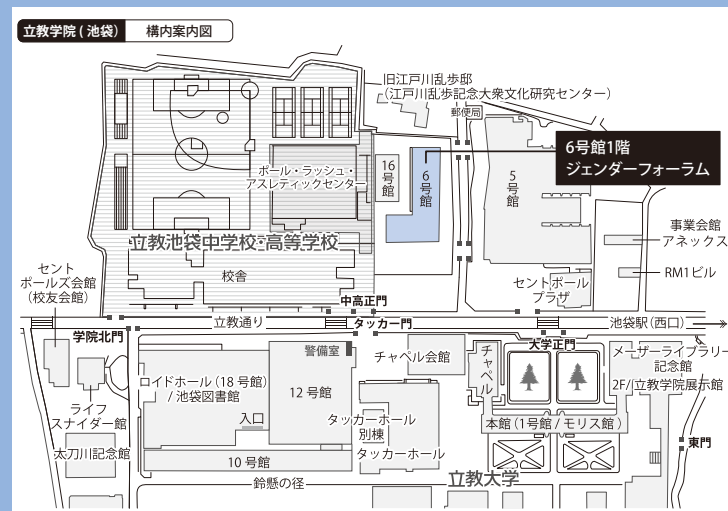 立教学院(池袋) 構内案内図
旧江戸川乱歩邸
(江戸川乱歩記念大衆文化研究センター)
郵便局
6号館1階
ジェンダーフォーラム
ポール・ラッシュ・
アスレティックセンター
16号館
6号館
5号館
立教池袋中学校・高等学校
校舎
事業会館
アネックス
RM1ビル
セントポール
プラザ
セント
ポールズ会館
(校友会館)
中高正門
学院北門
立教通り
タッカー門
大学正門
池袋駅(西口)
警備室
チャペル会館
チャペル
メーザーライブラリー
記念館
2F/立教学院展示館
ロイドホール(18号館)
/池袋図書館
12号館
入口
ライフ
スナイダー館
太刀川記念館
タッカーホール
別棟
タッカーホール
本館(1号館/モリス館)
東門
10号館
鈴懸の径
立教大学